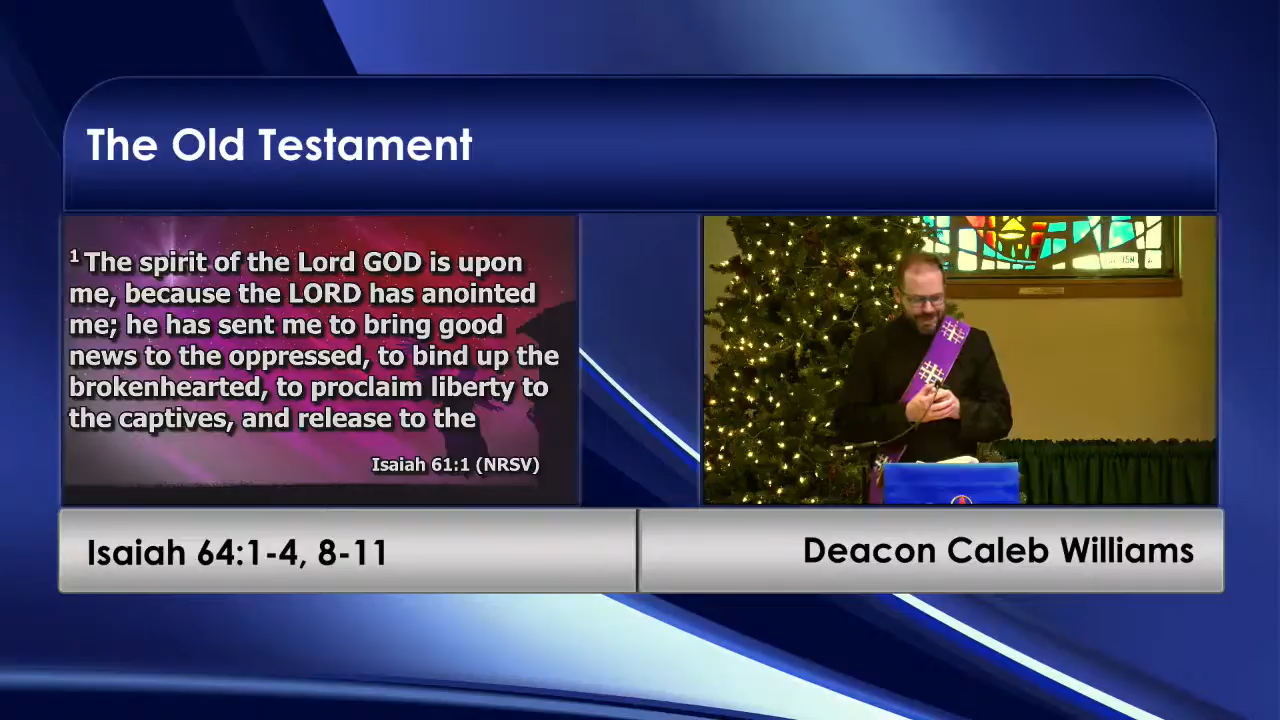 The Old Testament
1 The spirit of the Lord GOD is upon
me, because the LORD has anointed
me; he has sent me to bring good
news to the oppressed, to bind up the
brokenhearted, to proclaim liberty to
the captives, and release to the
Isaiah 61:1 (NRSV)
Isaiah 64:1-4, 8-11
Deacon Caleb Williams